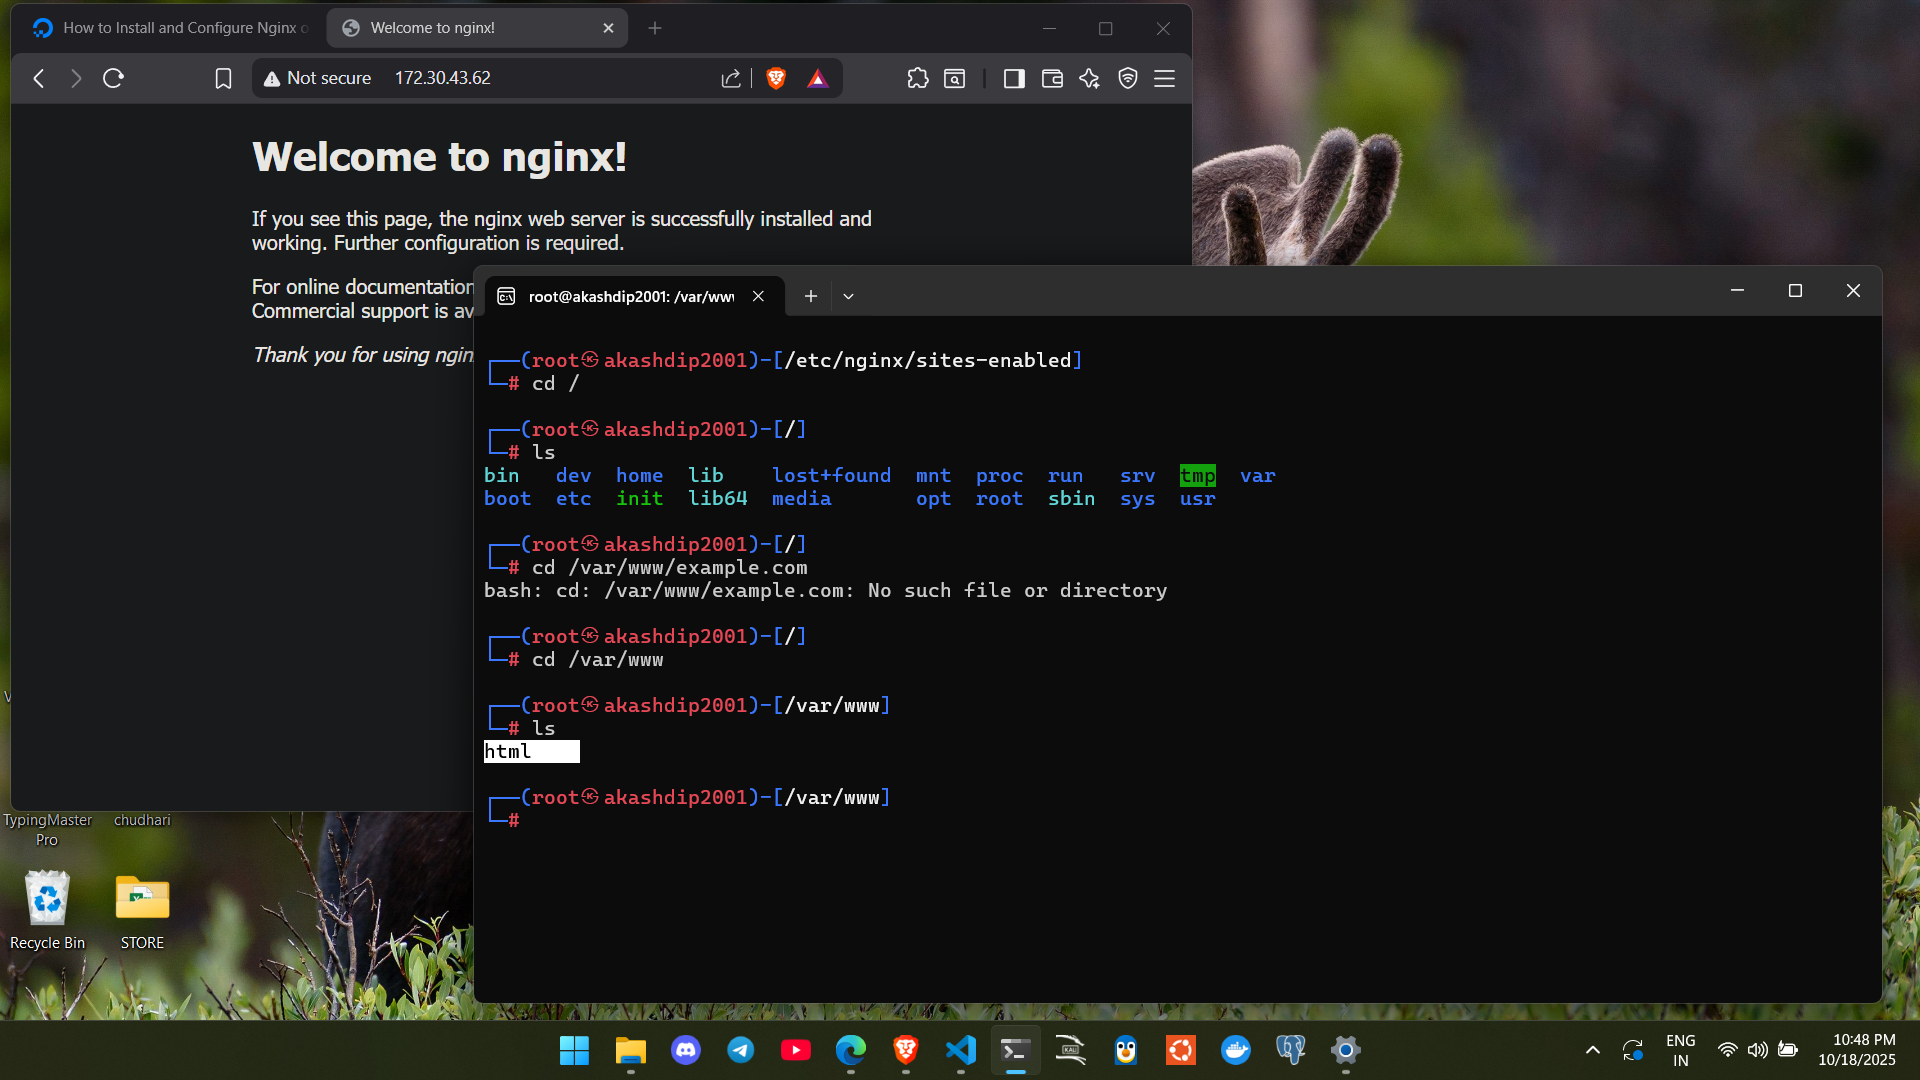 How to Install and Configure Nginx o
Welcome to nginx!
Not secure
172.30.43.62
Welcome to nginx!
If you see this page, the nginx web server is successfully installed and
working. Further configuration is required.
For online documentation
Commercial support is av
Thank you for using ngin
root@akashdip2001: /var/www
┌──(root㉿akashdip2001)-[/etc/nginx/sites-enabled]
└─# cd /
┌──(root㉿akashdip2001)-[/]
└─# ls
bin dev home lib lost+found mnt proc run srv tmp var
boot etc init lib64 media opt root sbin sys usr
┌──(root㉿akashdip2001)-[/]
└─# cd /var/www/example.com
bash: cd: /var/www/example.com: No such file or directory
┌──(root㉿akashdip2001)-[/]
└─# cd /var/www
┌──(root㉿akashdip2001)-[/var/www]
└─# ls
html
┌──(root㉿akashdip2001)-[/var/www]
└─#
V
TypingMaster
Pro
chudhari
Recycle Bin
STORE
KALI
ENG
IN
10:48 PM
10/18/2025